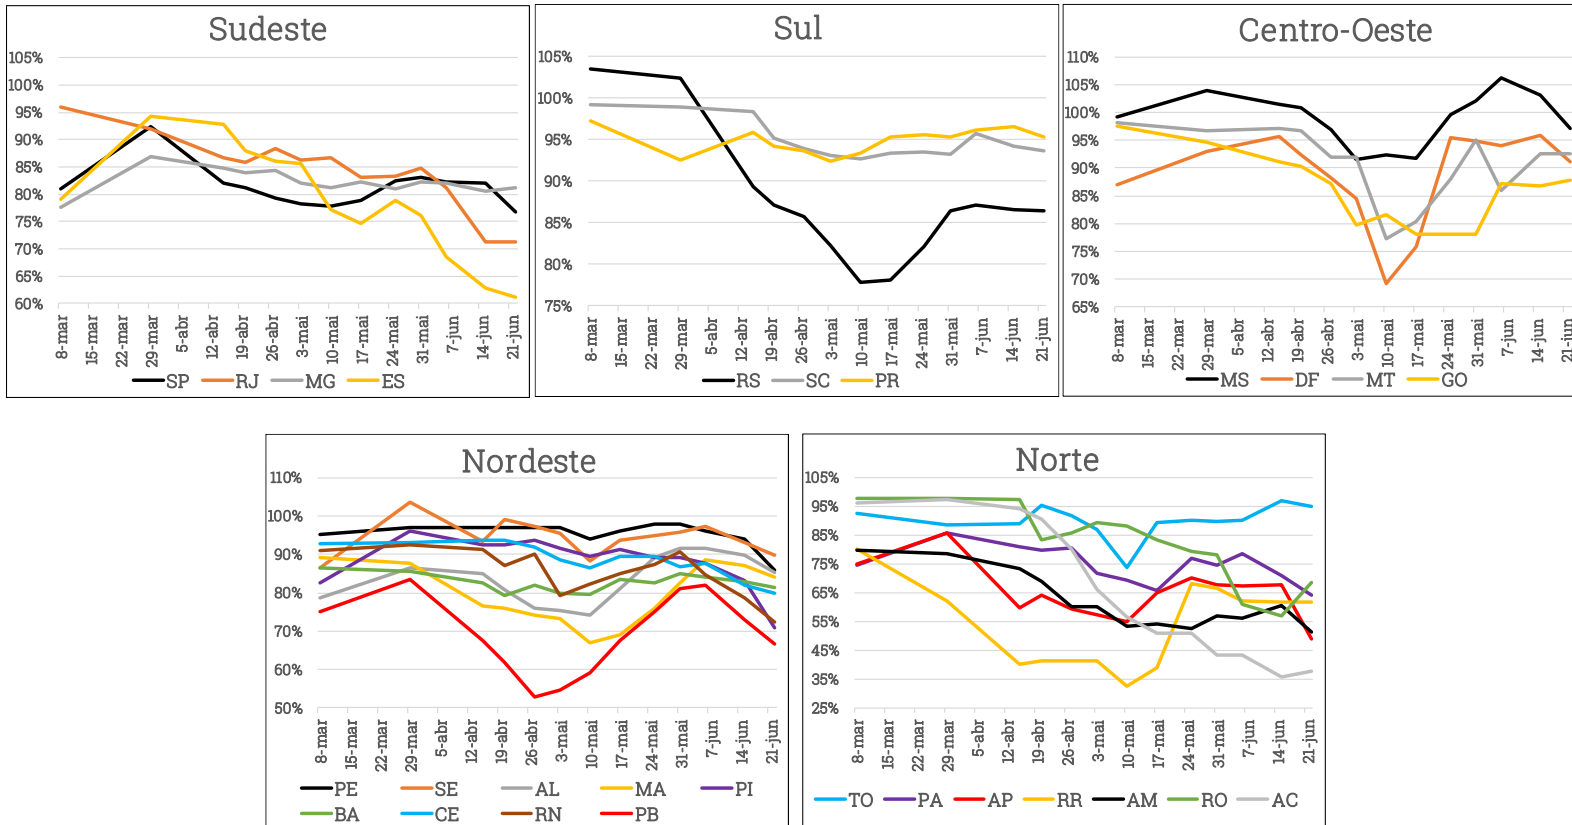 Sudeste
105%
100%
95%
90%
85%
80%
75%
70%
65%
60%
8-mar
15-mar
22-mar
29-mar
5-abr
12-abr
19-abr
26-abr
3-mai
10-mai
17-mai
24-mai
31-mai
7-jun
14-jun
21-jun
SP RJ MG ES
Sul
105%
100%
95%
90%
85%
80%
75%
8-mar
15-mar
22-mar
29-mar
5-abr
12-abr
19-abr
26-abr
3-mai
10-mai
17-mai
24-mai
31-mai
7-jun
14-jun
21-jun
RS SC PR
Centro-Oeste
110%
105%
100%
95%
90%
85%
80%
75%
70%
65%
8-mar
15-mar
22-mar
29-mar
5-abr
12-abr
19-abr
26-abr
3-mai
10-mai
17-mai
24-mai
31-mai
7-jun
14-jun
21-jun
MS DF MT GO
Nordeste
110%
100%
90%
80%
70%
60%
50%
8-mar
15-mar
22-mar
29-mar
5-abr
12-abr
19-abr
26-abr
3-mai
10-mai
17-mai
24-mai
31-mai
7-jun
14-jun
21-jun
PE SE AL MA PI
BA CE RN PB
Norte
105%
95%
85%
75%
65%
55%
45%
35%
25%
8-mar
15-mar
22-mar
29-mar
5-abr
12-abr
19-abr
26-abr
3-mai
10-mai
17-mai
24-mai
31-mai
7-jun
14-jun
21-jun
TO PA AP RR AM RO AC